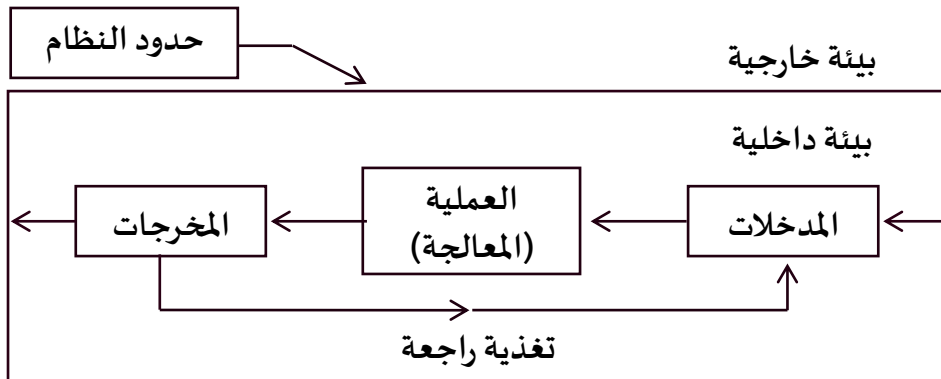 حدود النظام
بيئة خارجية
بيئة داخلية
المدخلات
العملية
(المعالجة)
المخرجات
تغذية راجعة